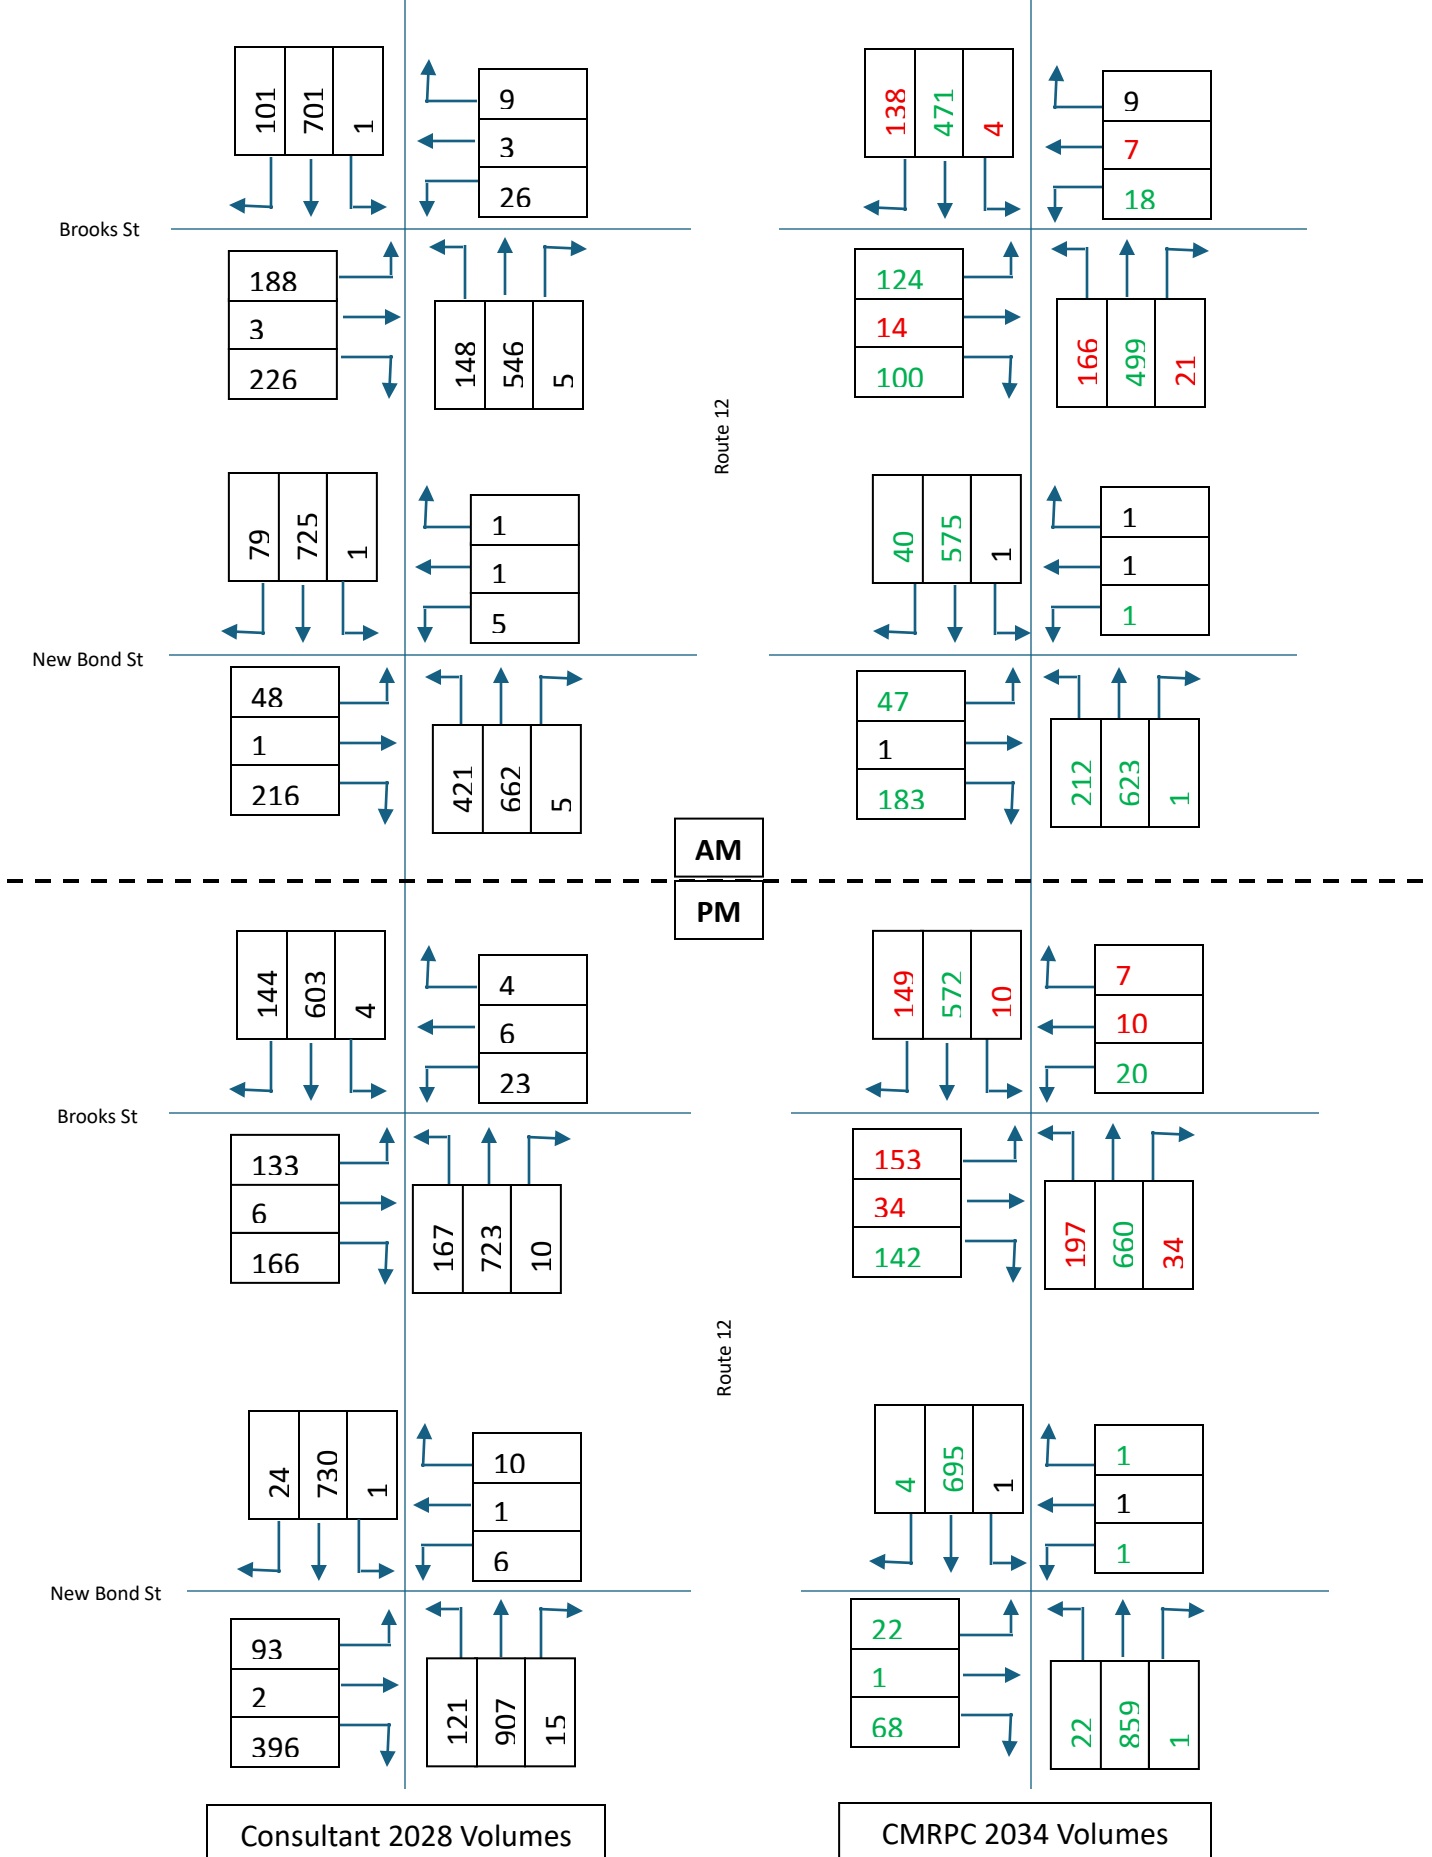 101 701 1
9
3
26
138 471 4
9
7
18
Brooks St
188
3
226
148 546 5
124
14
100
166 499 21
Route 12
79 725 1
1
1
5
40 575 1
1
1
1
New Bond St
48
1
216
421 662 5
47
1
183
212 623 1
AM
PM
144 603 4
4
6
23
149 572 10
7
10
20
Brooks St
133
6
166
167 723 10
153
34
142
197 660 34
Route 12
24 730 1
10
1
6
4 695 1
1
1
1
New Bond St
93
2
396
121 907 15
22
1
68
22 859 1
Consultant 2028 Volumes
CMRPC 2034 Volumes